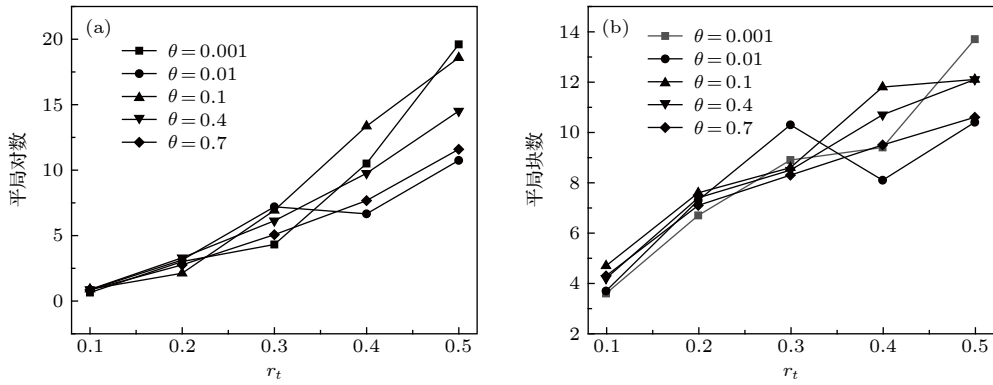 (a)
20
15
10
5
0
平局对数
θ = 0.001
θ = 0.01
θ = 0.1
θ = 0.4
θ = 0.7
0.1 0.2 0.3 0.4 0.5
r_t
(b)
14
12
10
8
6
4
2
平局块数
θ = 0.001
θ = 0.01
θ = 0.1
θ = 0.4
θ = 0.7
0.1 0.2 0.3 0.4 0.5
r_t